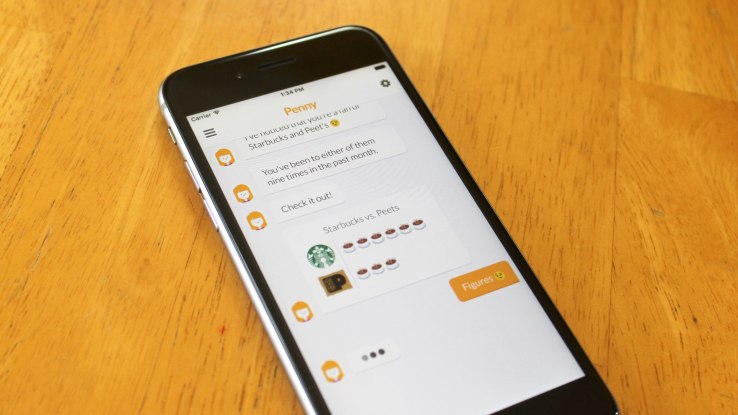 Carrier
1:34 PM
Penny
I've noticed that you're a fan of
Starbucks and Peet's 😉
You've been to either of them
nine times in the past month.
Check it out!
Starbucks vs. Peets
Figures 😉